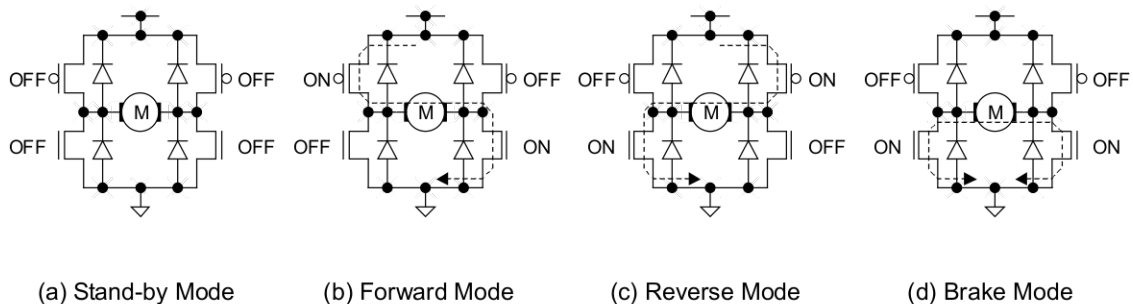 OFF OFF ON OFF OFF ON OFF OFF
M M M M
OFF OFF OFF ON ON OFF ON ON
(a) Stand-by Mode (b) Forward Mode (c) Reverse Mode (d) Brake Mode